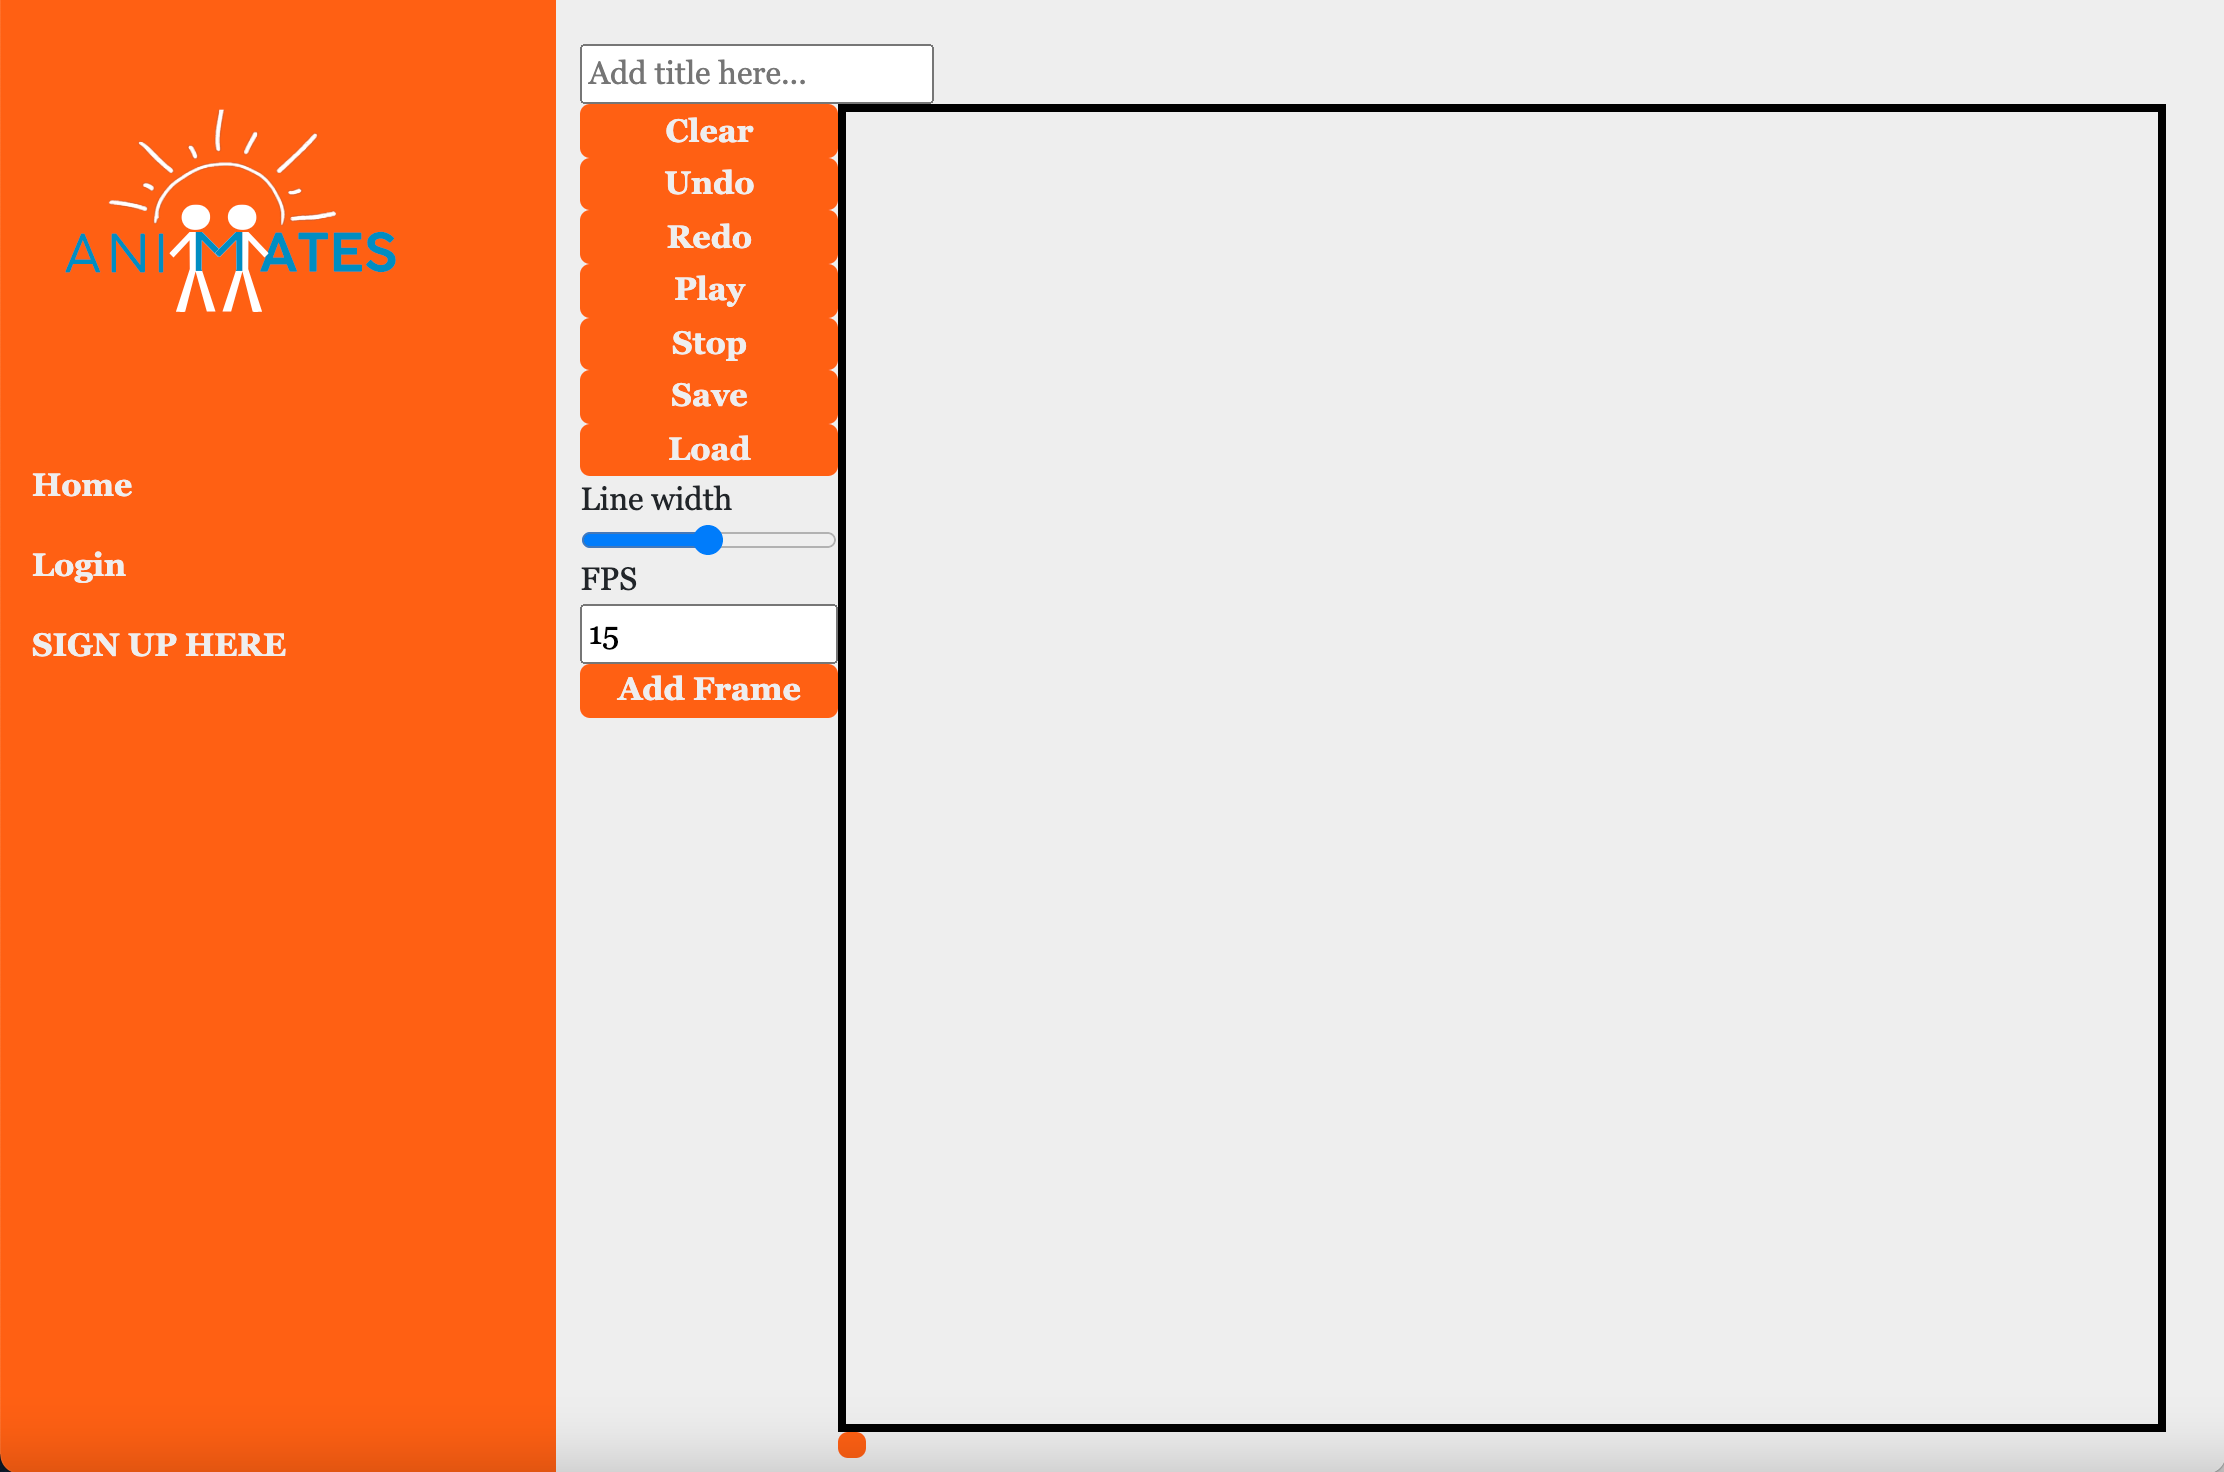 ANIMATES
Home
Login
SIGN UP HERE
Add title here...
Clear
Undo
Redo
Play
Stop
Save
Load
Line width
FPS
15
Add Frame